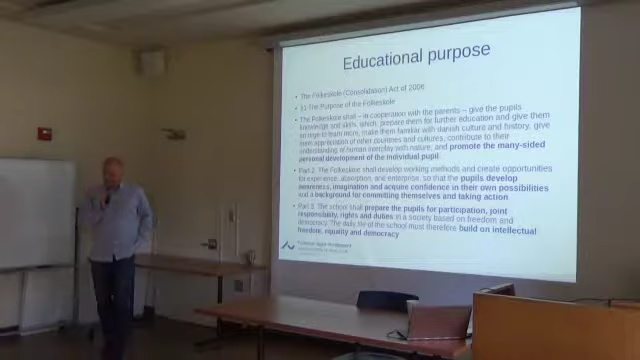 Educational purpose
• The Folkeskole (Consolidation) Act of 2006
• §1 The Purpose of the Folkeskole
• The Folkeskole shall – in cooperation with the parents – give the pupils
knowledge and skills, which: prepare them for further education and give them
an urge to learn more, make them familiar with danish culture and history, give
them appreciation of other countries and cultures, contribute to their
understanding of human interplay with nature, and promote the many-sided
personal development of the individual pupil.
• Part 2. The Folkeskole shall develop working methods and create opportunities
for experience, absorption, and enterprise, so that the pupils develop
awareness, imagination and acquire confidence in their own possibilities
and a background for committing themselves and taking action
• Part 3. The school shall prepare the pupils for participation, joint
responsibility, rights and duties in a society based on freedom and
democracy. The daily life of the school must therefore build on intellectual
freedom, equality and democracy